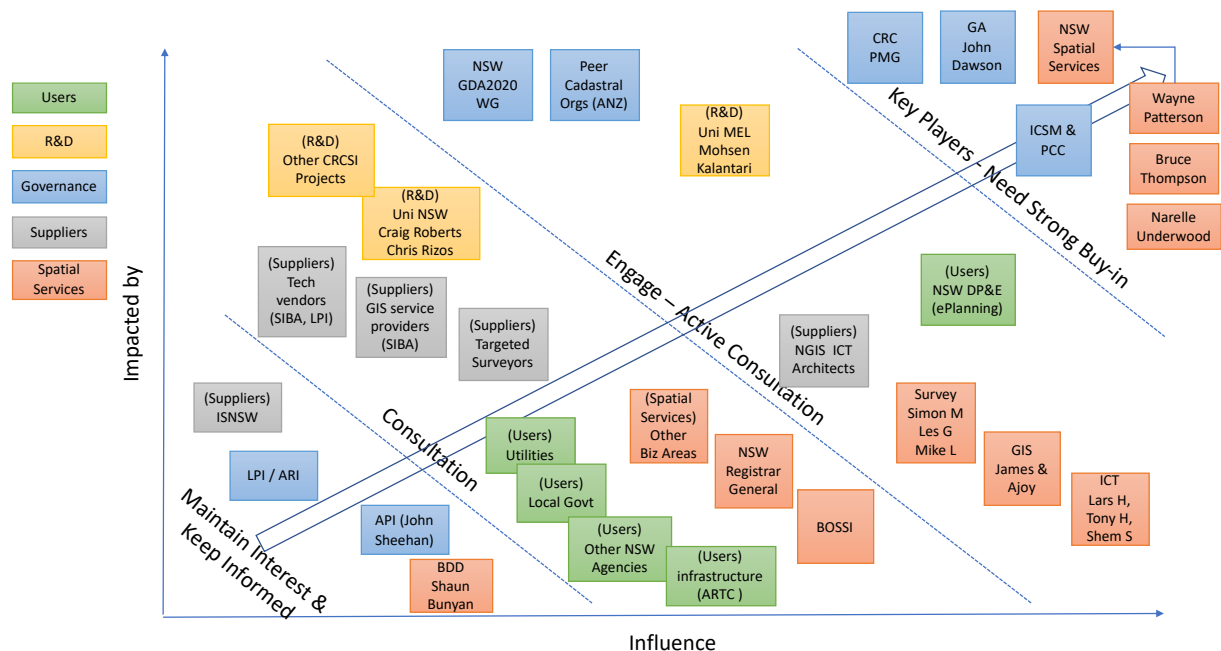 Users
R&D
Governance
Suppliers
Spatial
Services
Impacted by
Influence
Maintain Interest &
Keep Informed
Consultation
Engage – Active Consultation
Key Players - Need Strong Buy-in
CRC
PMG
GA
John
Dawson
NSW
Spatial
Services
Wayne
Patterson
Bruce
Thompson
Narelle
Underwood
ICSM &
PCC
NSW
GDA2020
WG
Peer
Cadastral
Orgs (ANZ)
(R&D)
Uni MEL
Mohsen
Kalantari
(R&D)
Other CRCSI
Projects
(R&D)
Uni NSW
Craig Roberts
Chris Rizos
(Suppliers)
Tech
vendors
(SIBA, LPI)
(Suppliers)
GIS service
providers
(SIBA)
(Suppliers)
Targeted
Surveyors
(Users)
NSW DP&E
(ePlanning)
(Suppliers)
NGIS ICT
Architects
(Suppliers)
ISNSW
LPI / ARI
API (John
Sheehan)
BDD
Shaun
Bunyan
(Users)
Utilities
(Users)
Local Govt
(Users)
Other NSW
Agencies
(Users)
infrastructure
(ARTC )
(Spatial
Services)
Other
Biz Areas
NSW
Registrar
General
BOSSI
Survey
Simon M
Les G
Mike L
GIS
James &
Ajoy
ICT
Lars H,
Tony H,
Shem S